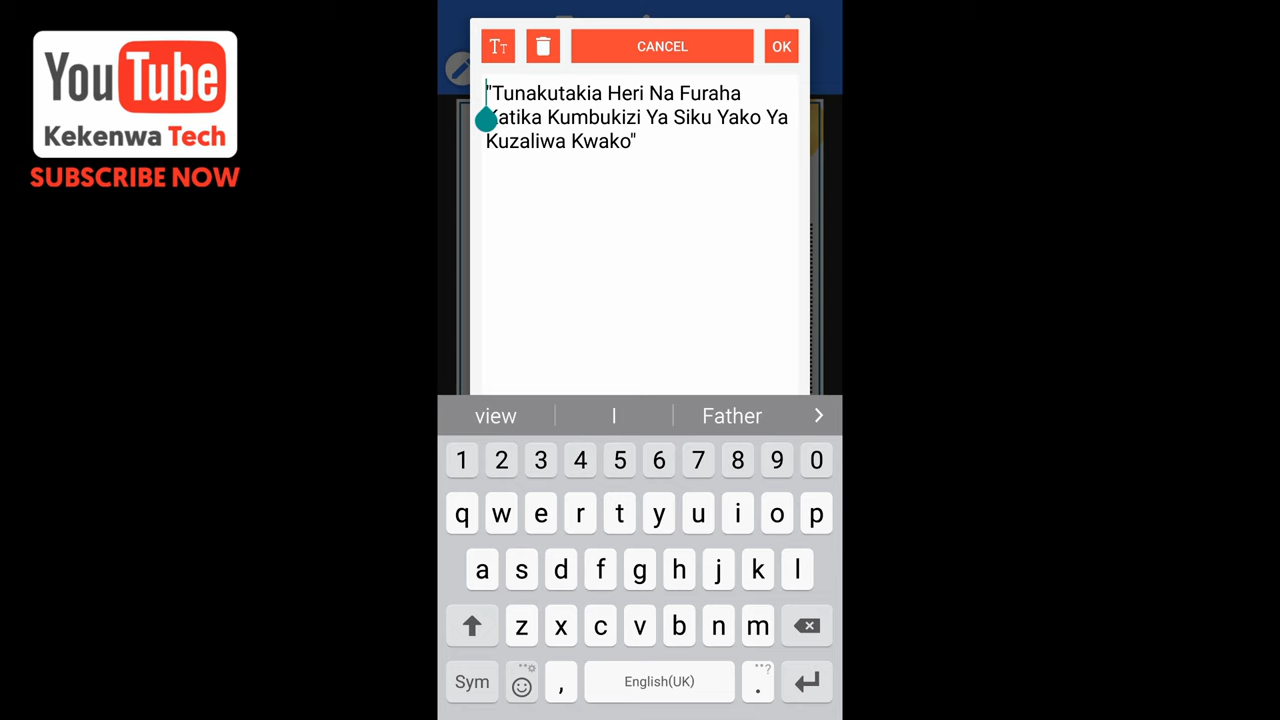 YouTube
Kekenwa Tech
SUBSCRIBE NOW
TT
CANCEL
OK
"Tunakutakia Heri Na Furaha
Katika Kumbukizi Ya Siku Yako Ya
Kuzaliwa Kwako"
view
I
Father
1 2 3 4 5 6 7 8 9 0
q w e r t y u i o p
a s d f g h j k l
z x c v b n m
Sym
,
English(UK)
. ?